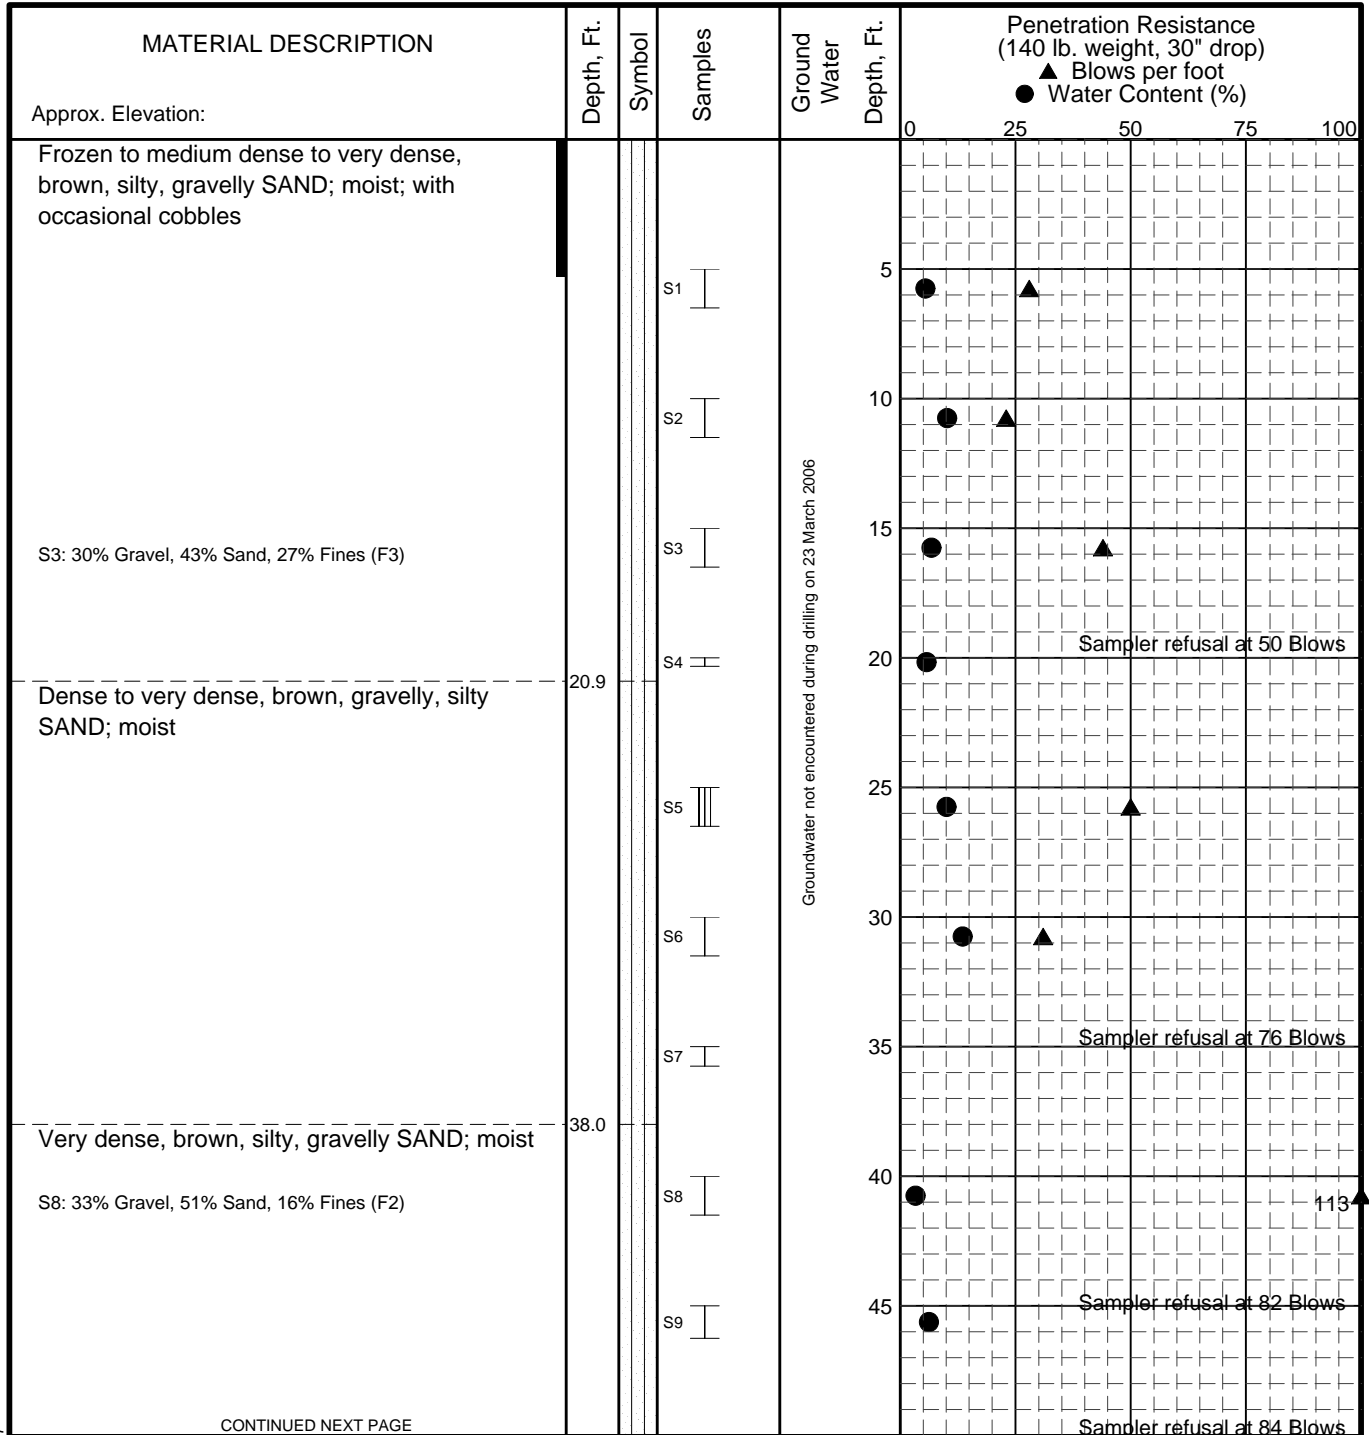 MATERIAL DESCRIPTION
Approx. Elevation:
Depth, Ft.
Symbol
Samples
Ground
Water
Depth, Ft.
Penetration Resistance
(140 lb. weight, 30" drop)
▲ Blows per foot
● Water Content (%)
0 25 50 75 100
Frozen to medium dense to very dense,
brown, silty, gravelly SAND; moist; with
occasional cobbles
S1
5
S2
10
S3: 30% Gravel, 43% Sand, 27% Fines (F3)
S3
15
Groundwater not encountered during drilling on 23 March 2006
Sampler refusal at 50 Blows
S4
20
20.9
Dense to very dense, brown, gravelly, silty
SAND; moist
S5
25
S6
30
Sampler refusal at 76 Blows
S7
35
38.0
Very dense, brown, silty, gravelly SAND; moist
S8: 33% Gravel, 51% Sand, 16% Fines (F2)
S8
40
113
Sampler refusal at 82 Blows
S9
45
CONTINUED NEXT PAGE
Sampler refusal at 84 Blows